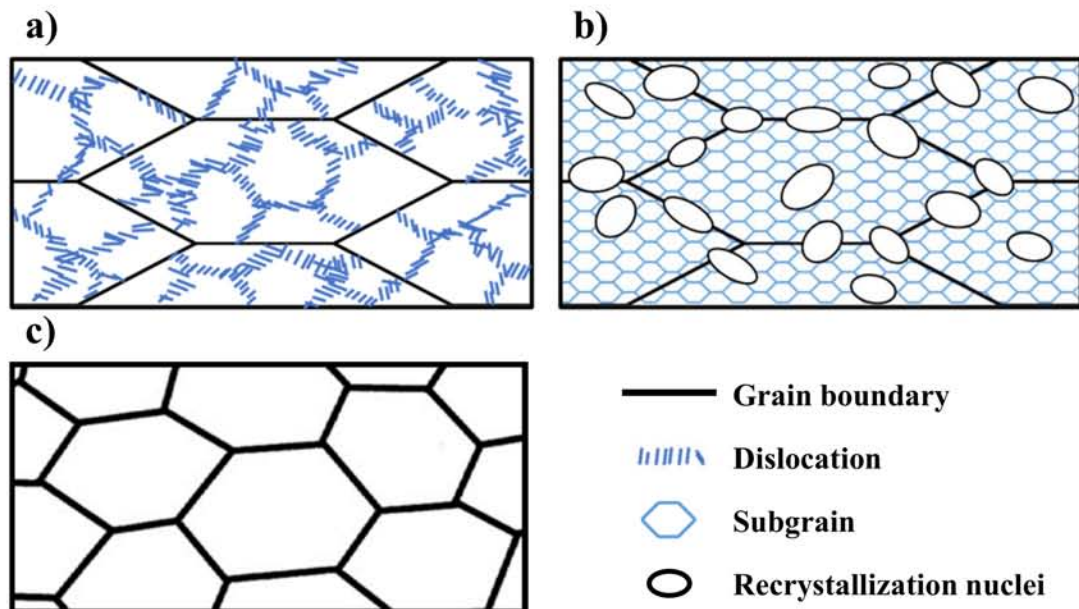 a)
b)
c)
Grain boundary
Dislocation
Subgrain
Recrystallization nuclei